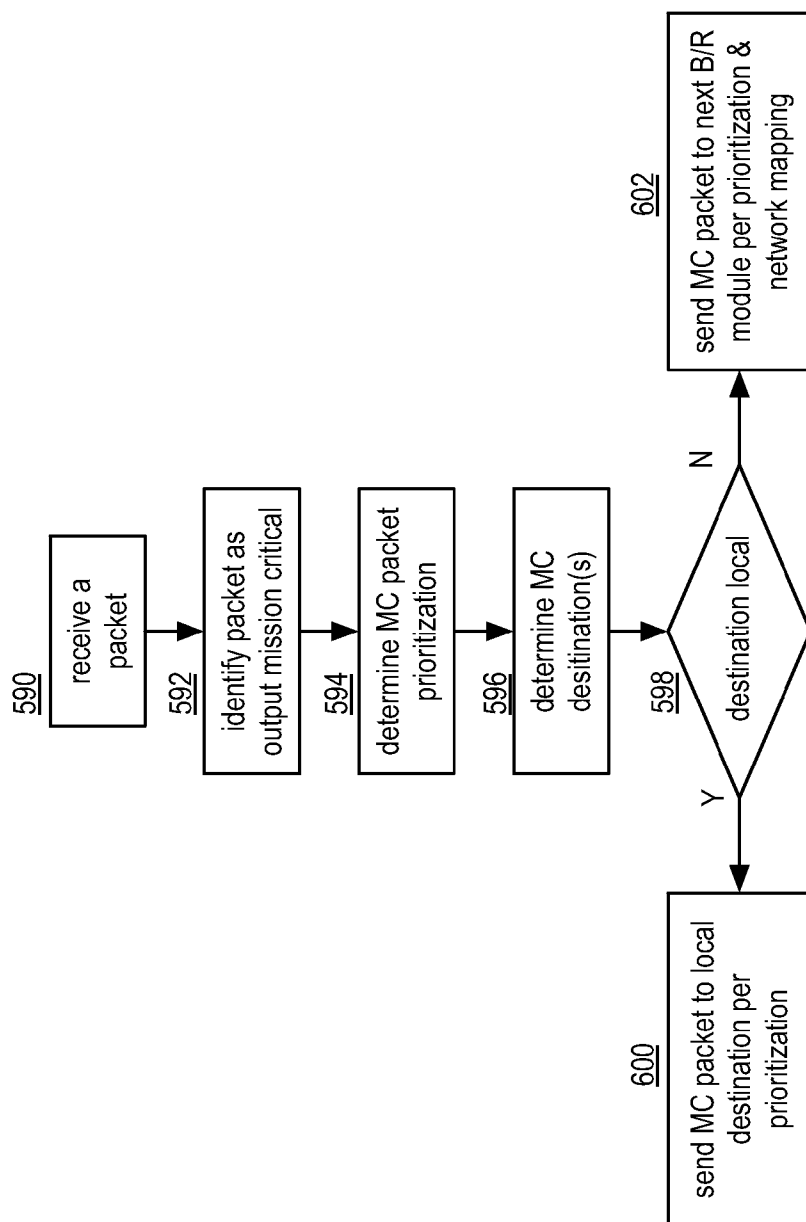 590
receive a
packet
592
identify packet as
output mission critical
594
determine MC packet
prioritization
596
determine MC
desitination(s)
598
destination local
Y
N
600
send MC packet to local
destination per
prioritization
602
send MC packet to next B/R
module per prioritization &
network mapping